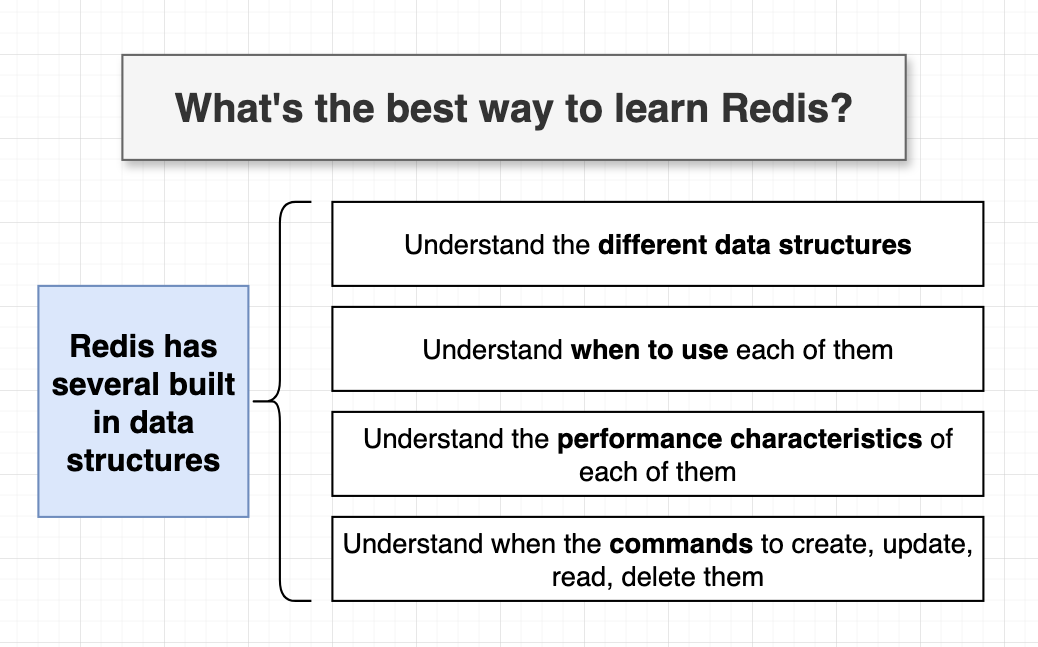 What's the best way to learn Redis?
Redis has
several built
in data
structures
Understand the different data structures
Understand when to use each of them
Understand the performance characteristics of
each of them
Understand when the commands to create, update,
read, delete them